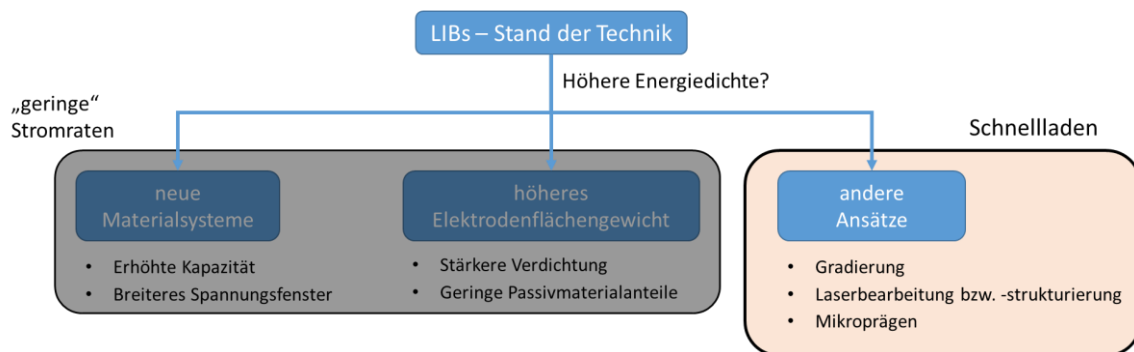 LIBs – Stand der Technik
Höhere Energiedichte?
„geringe“
Stromraten
Schnellladen
neue
Materialsysteme
höheres
Elektrodenflächengewicht
andere
Ansätze
• Erhöhte Kapazität
• Breiteres Spannungsfenster
• Stärkere Verdichtung
• Geringe Passivmaterialanteile
• Gradierung
• Laserbearbeitung bzw. -strukturierung
• Mikroprägen